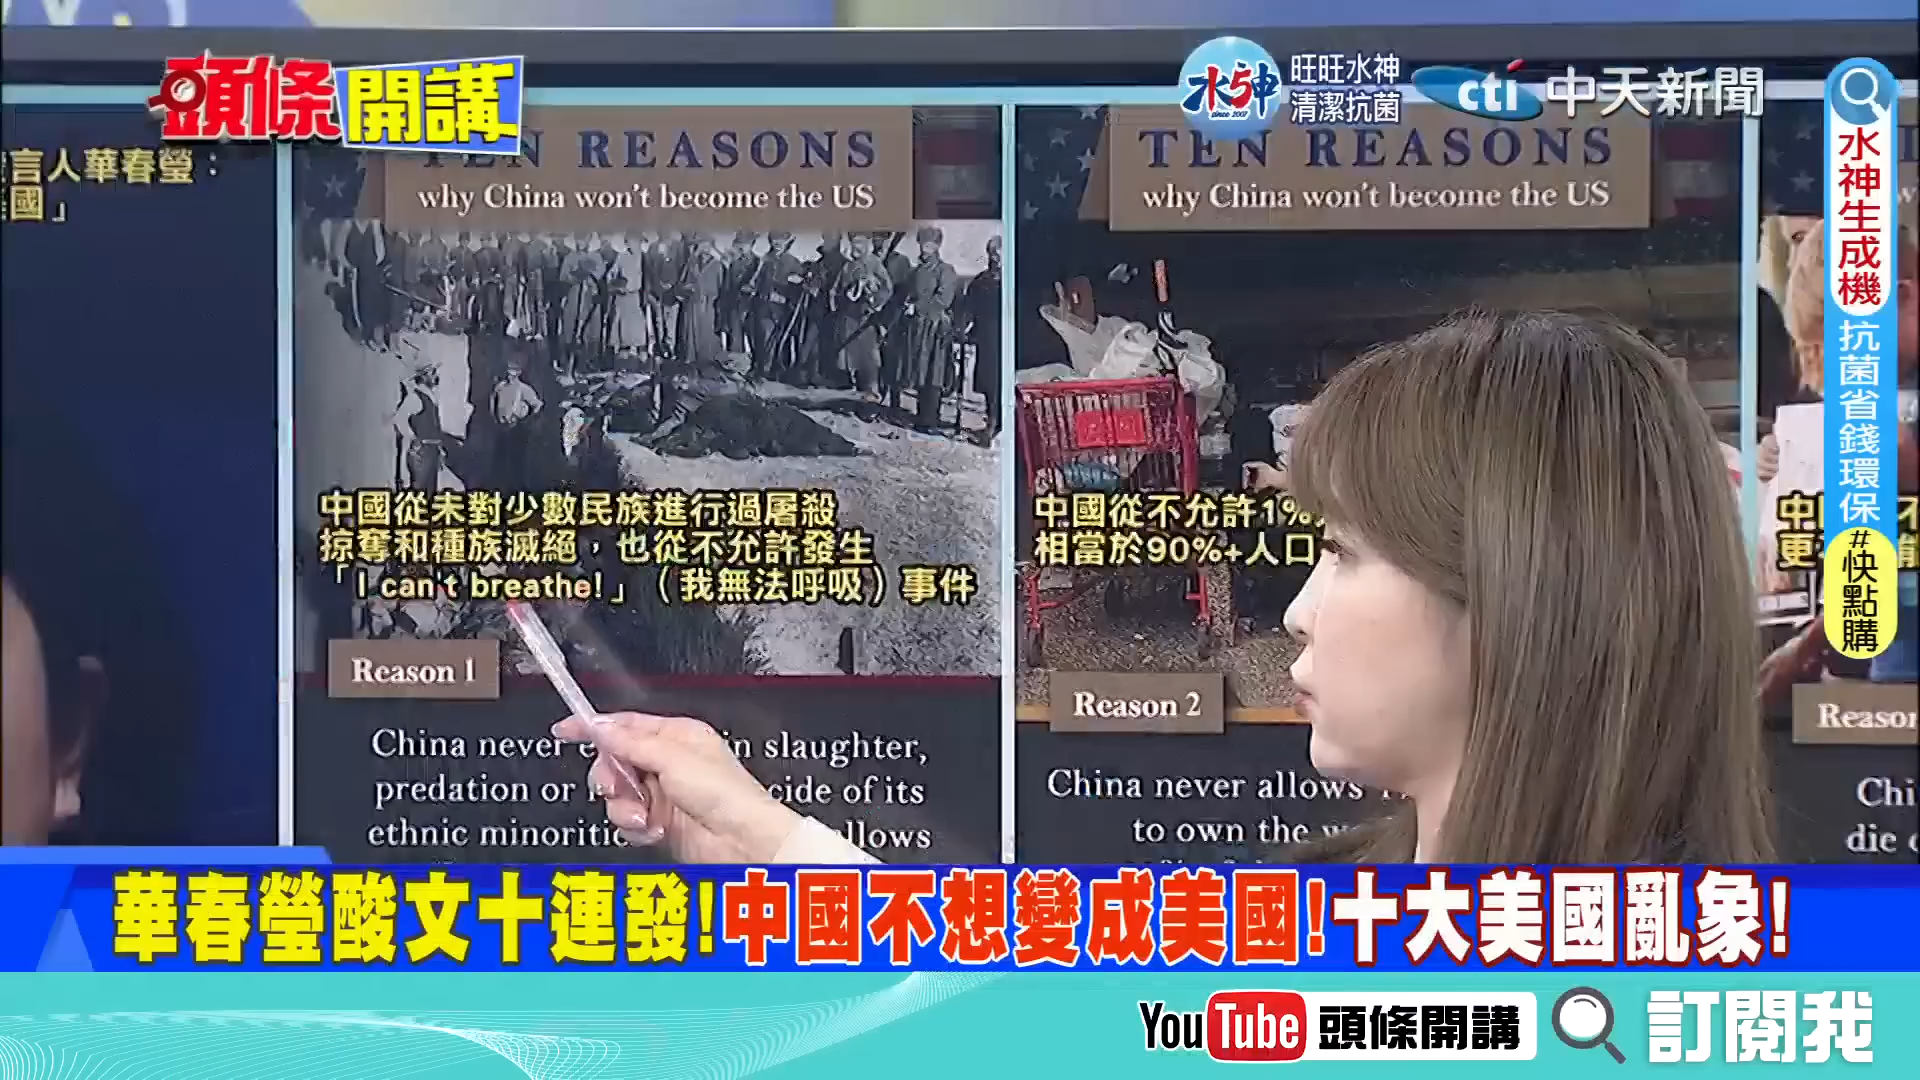 頭條開講
水神
since 2007
旺旺水神
清潔抗菌
cti 中天新聞
言人華春瑩：
國」
TEN REASONS
why China won't become the US
中國從未對少數民族進行過屠殺
掠奪和種族滅絕，也從不允許發生
「I can't breathe!」（我無法呼吸）事件
Reason 1
China never in slaughter,
predation or cide of its
ethnic minoritie llows
TEN REASONS
why China won't become the US
中國從不允許1%
相當於90%+人口
Reason 2
China never allows
to own the
中
更
Reason
Chi
die
水神生成機
抗菌省錢環保
#快點購
華春瑩酸文十連發!中國不想變成美國!十大美國亂象!
YouTube 頭條開講 訂閱我